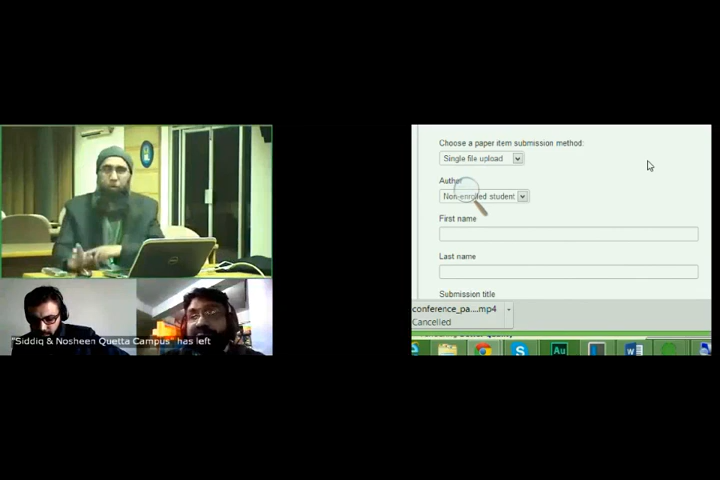 "Siddiq & Nosheen Quetta Campus" has left
Choose a paper item submission method:
Single file upload
Author
Non-enrolled student
First name
Last name
Submission title
conference_pa....mp4
Cancelled